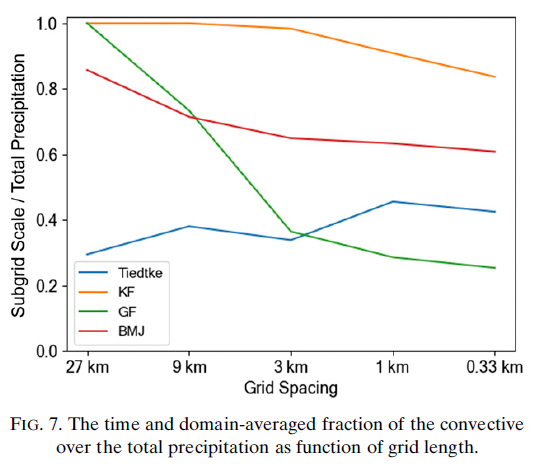 Subgrid Scale / Total Precipitation
1.0
0.8
0.6
0.4
0.2
0.0
Tiedtke
KF
GF
BMJ
27 km
9 km
3 km
1 km
0.33 km
Grid Spacing
FIG. 7. The time and domain-averaged fraction of the convective
over the total precipitation as function of grid length.